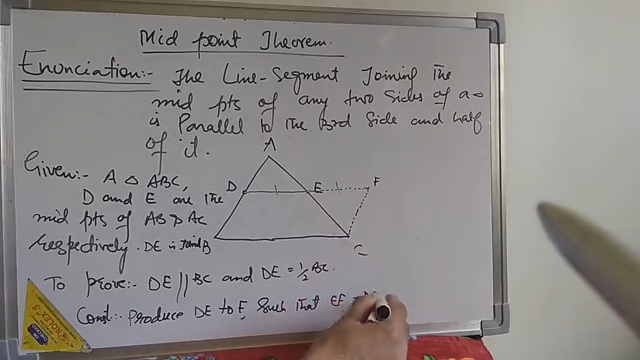 Mid point Theorem.
Enunciation:- The Line-Segment Joining the
mid pts of any two Sides of a
is Parallel to the 3rd Side and half
of it.
A
Given:- A △ ABC,
D E F
D and E are the
mid pts of AB & AC
respectively. DE is joined
B
C
To prove:- DE || BC and DE = 1/2 BC.
Const:- Produce DE to F, Such that EF =